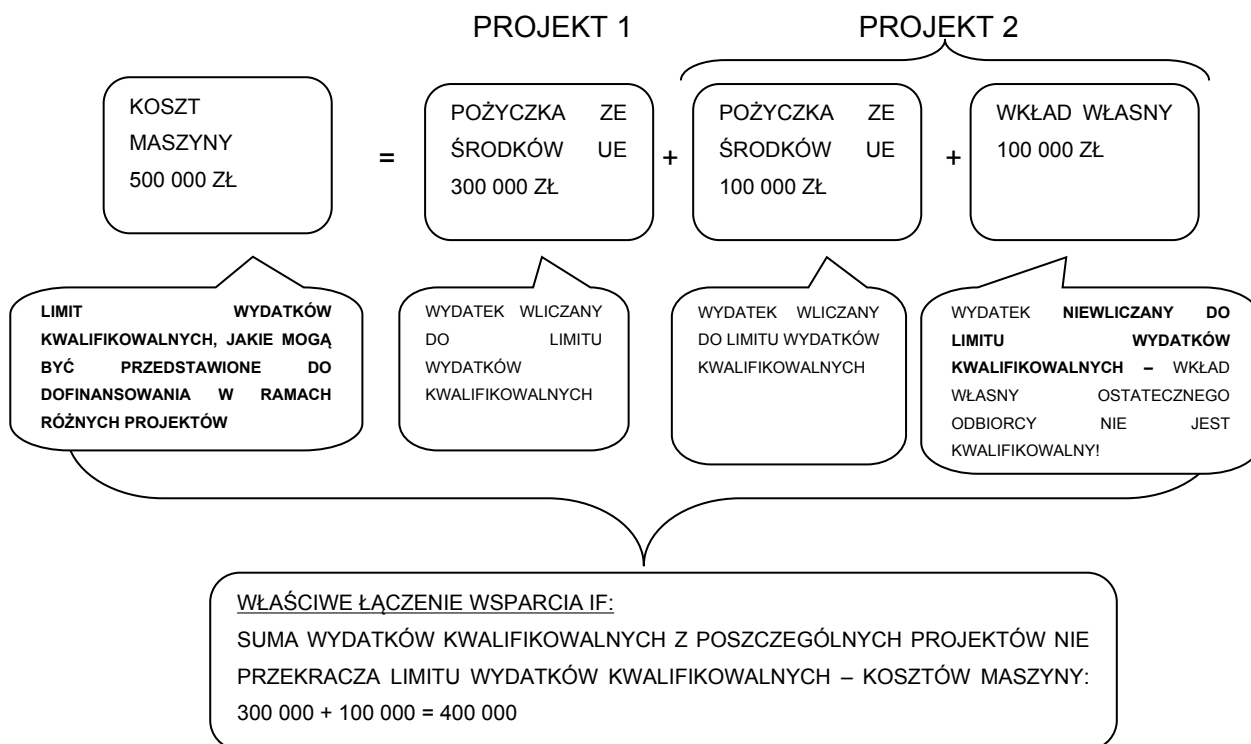 PROJEKT 1
PROJEKT 2
KOSZT
MASZYNY
500 000 ZŁ
=
POŻYCZKA ZE
ŚRODKÓW UE
300 000 ZŁ
+
POŻYCZKA ZE
ŚRODKÓW UE
100 000 ZŁ
+
WKŁAD WŁASNY
100 000 ZŁ
LIMIT WYDATKÓW
KWALIFIKOWALNYCH, JAKIE MOGĄ
BYĆ PRZEDSTAWIONE DO
DOFINANSOWANIA W RAMACH
RÓŻNYCH PROJEKTÓW
WYDATEK WLICZANY
DO LIMITU
WYDATKÓW
KWALIFIKOWALNYCH
WYDATEK WLICZANY
DO LIMITU WYDATKÓW
KWALIFIKOWALNYCH
WYDATEK NIEWLICZANY DO
LIMITU WYDATKÓW
KWALIFIKOWALNYCH – WKŁAD
WŁASNY OSTATECZNEGO
ODBIORCY NIE JEST
KWALIFIKOWALNY!
WŁAŚCIWE ŁĄCZENIE WSPARCIA IF:
SUMA WYDATKÓW KWALIFIKOWALNYCH Z POSZCZEGÓLNYCH PROJEKTÓW NIE
PRZEKRACZA LIMITU WYDATKÓW KWALIFIKOWALNYCH – KOSZTÓW MASZYNY:
300 000 + 100 000 = 400 000